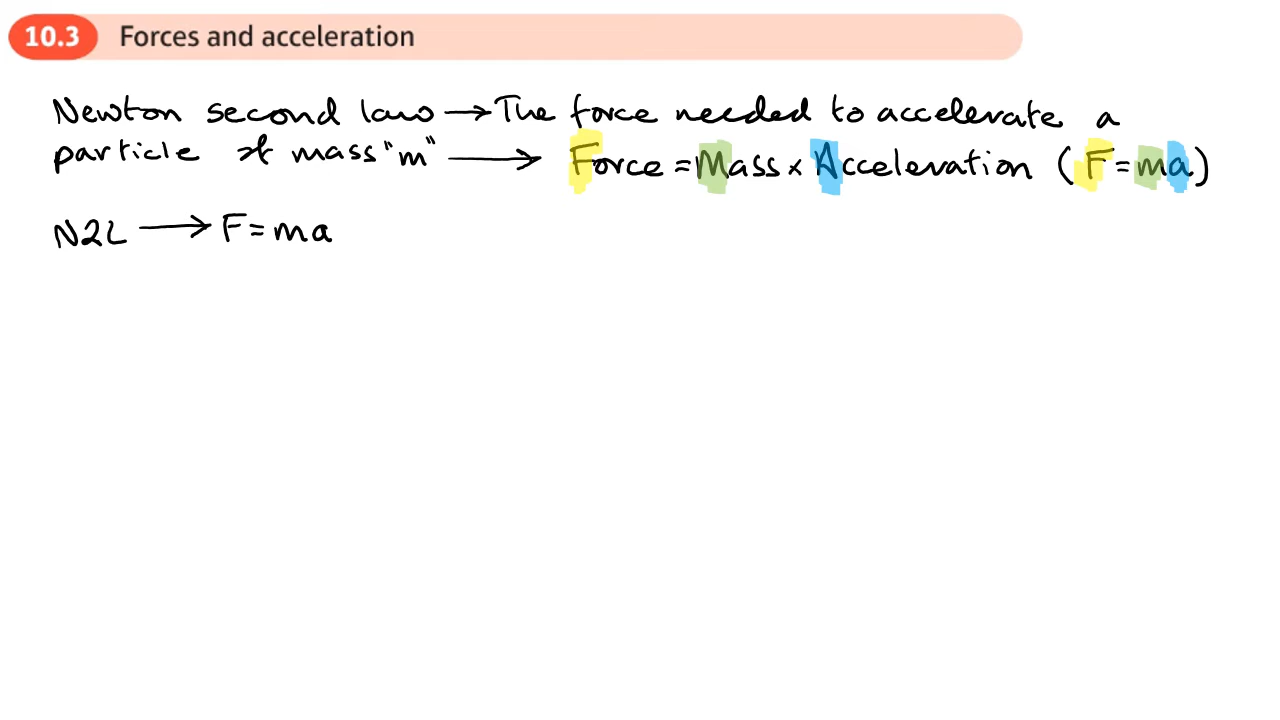 10.3 Forces and acceleration
Newton second law → The force needed to accelerate a
particle of mass "m" → Force = Mass × Acceleration (F = ma)
N2L → F = ma